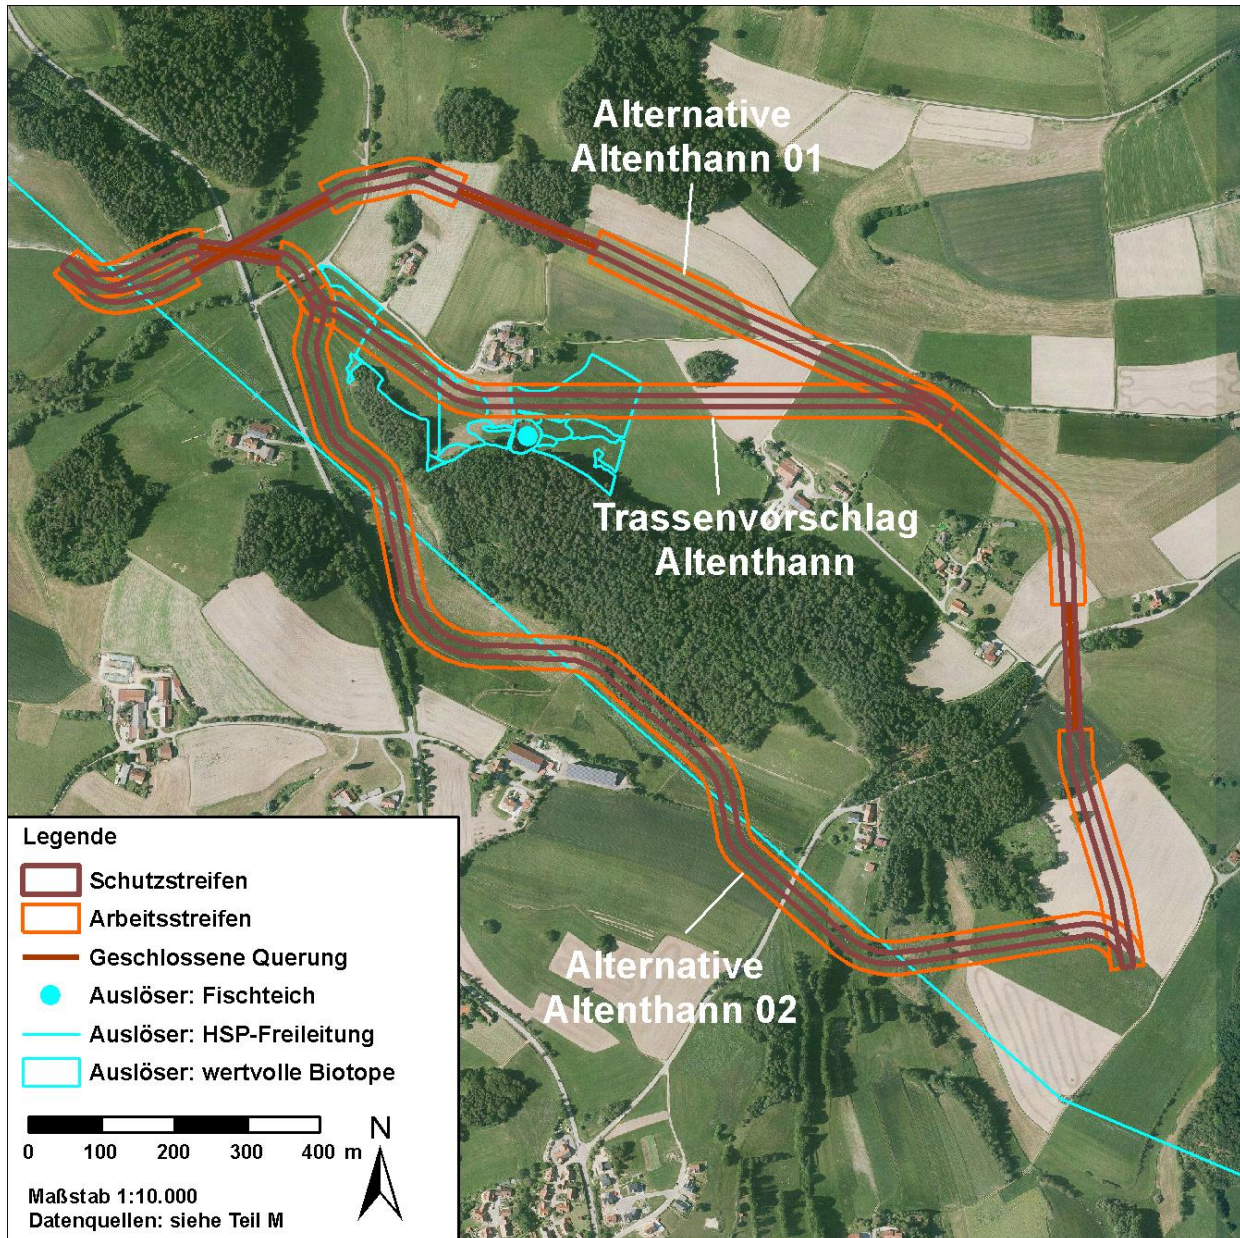 Alternative
Altenthann 01
Trassenvorschlag
Altenthann
Alternative
Altenthann 02
Legende
Schutzstreifen
Arbeitsstreifen
Geschlossene Querung
Auslöser: Fischteich
Auslöser: HSP-Freileitung
Auslöser: wertvolle Biotope
N
0 100 200 300 400 m
Maßstab 1:10.000
Datenquellen: siehe Teil M